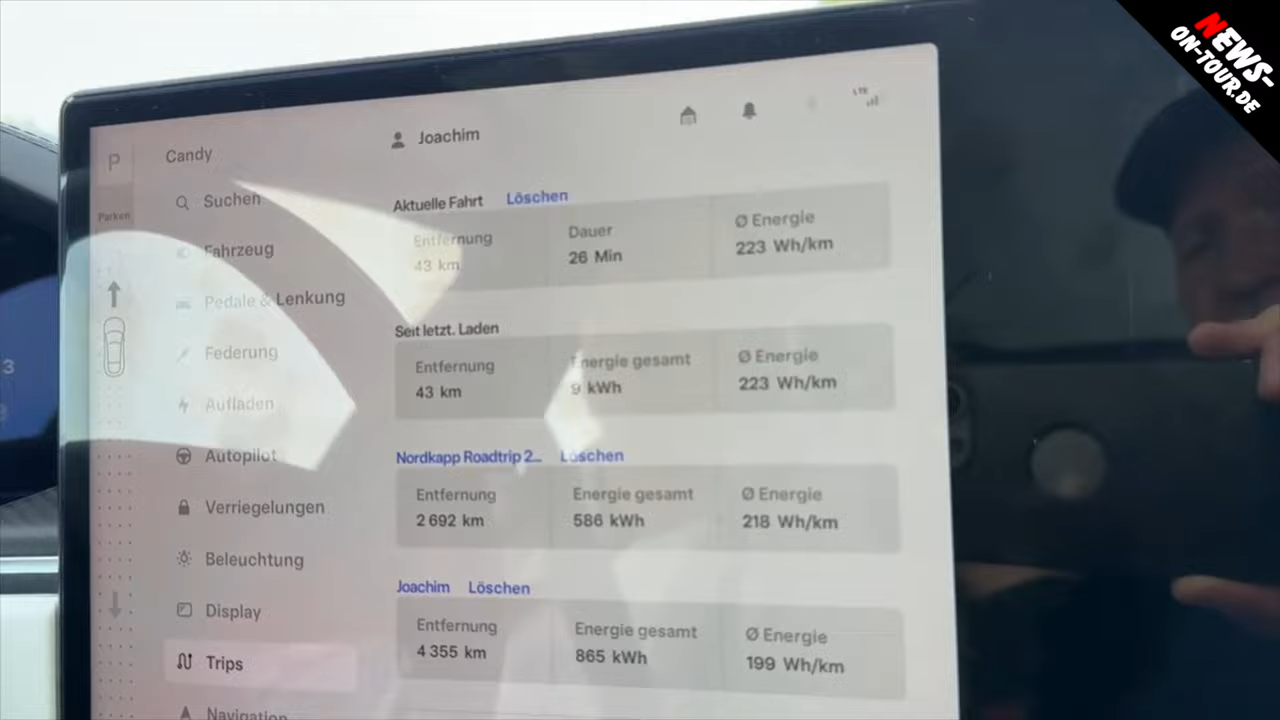 NEWS-
ON-TOUR.DE
LTE
P
Parken
Candy
Joachim
Suchen
Fahrzeug
Pedale & Lenkung
Federung
Aufladen
Autopilot
Verriegelungen
Beleuchtung
Display
Trips
Navigation
Aktuelle Fahrt Löschen
Entfernung Dauer Ø Energie
43 km 26 Min 223 Wh/km
Seit letzt. Laden
Entfernung Energie gesamt Ø Energie
43 km 9 kWh 223 Wh/km
Nordkapp Roadtrip 2... Löschen
Entfernung Energie gesamt Ø Energie
2 692 km 586 kWh 218 Wh/km
Joachim Löschen
Entfernung Energie gesamt Ø Energie
4 355 km 865 kWh 199 Wh/km
3